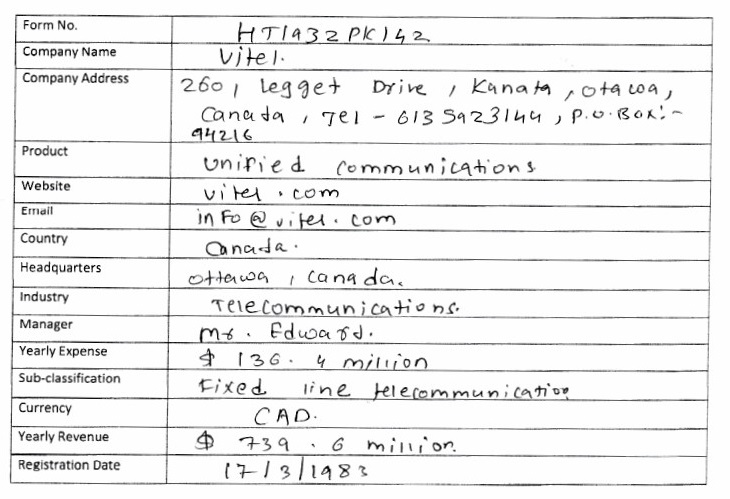 Form No. HT1932PK142
Company Name Vitel.
Company Address 260, Legget Drive, Kanata, otawa,
Canada, Tel - 6135923144, P.O.Box:-
94216
Product Unified Communications
Website vitel.com
Email info@vitel.com
Country Canada.
Headquarters ottawa, Canada.
Industry Telecommunications.
Manager Mr. Edward.
Yearly Expense $ 136.4 million
Sub-classification Fixed line telecommunication
Currency CAD.
Yearly Revenue $ 739.6 million.
Registration Date 17/3/1983